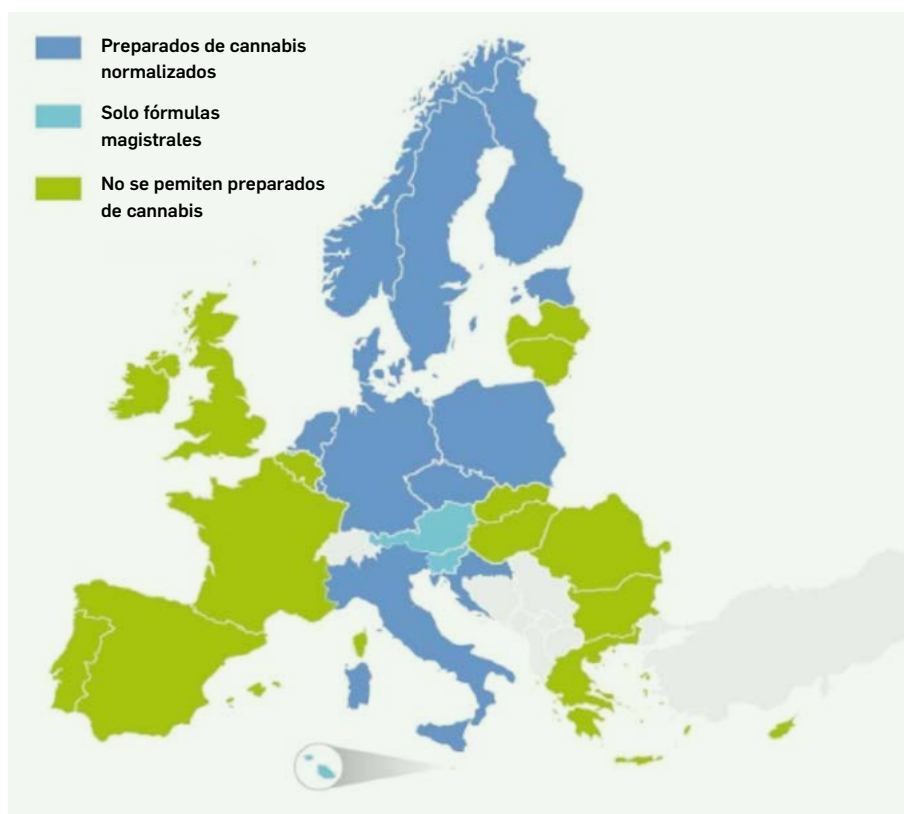 Preparados de cannabis
normalizados
Solo fórmulas
magistrales
No se pemiten preparados
de cannabis